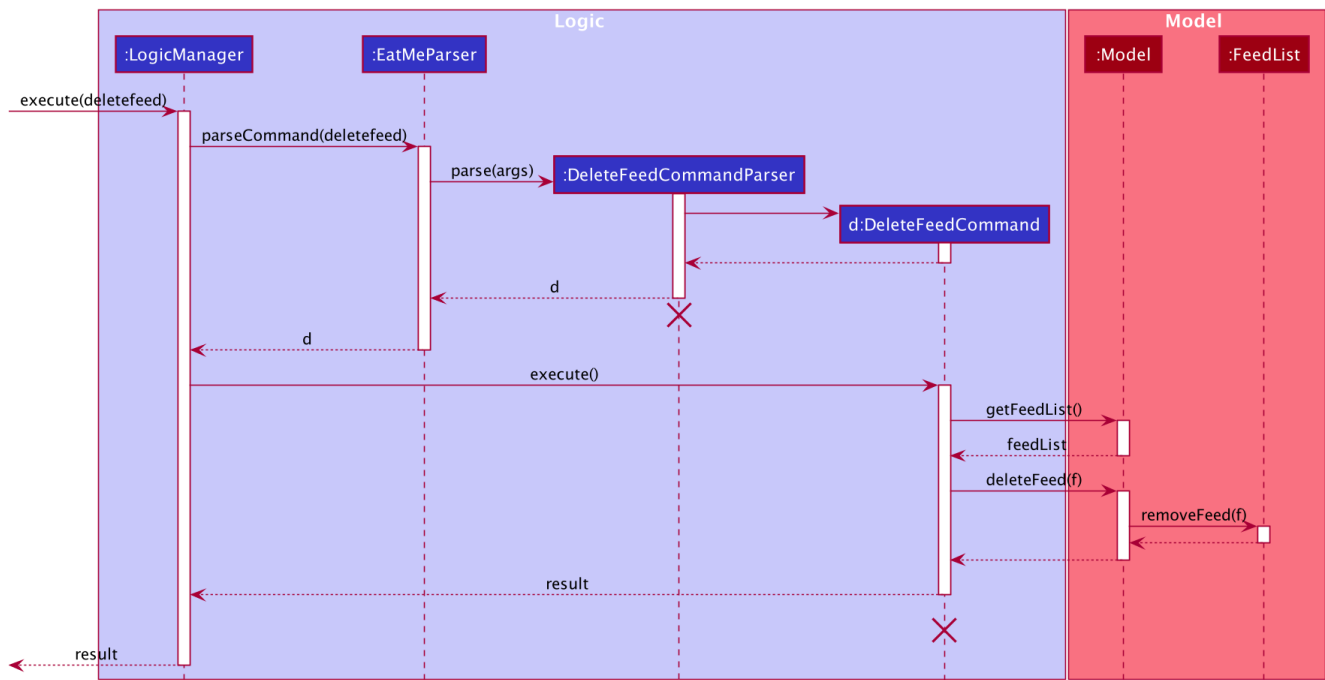 Logic
Model
:LogicManager
:EatMeParser
:Model
:FeedList
execute(deletefeed)
parseCommand(deletefeed)
parse(args)
:DeleteFeedCommandParser
d:DeleteFeedCommand
d
d
execute()
getFeedList()
feedList
deleteFeed(f)
removeFeed(f)
result
result